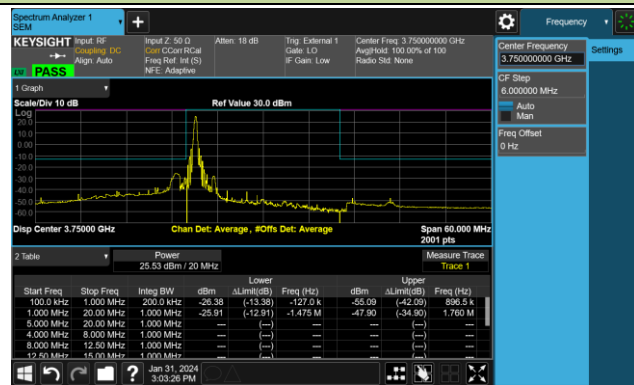 Spectrum Analyzer 1
SEM
Frequency
KEYSIGHT
Input: RF
Coupling: DC
Align: Auto
Input Z: 50 Ω
Corr CCorr RCal
Freq Ref: Int (S)
NFE: Adaptive
Atten: 18 dB
Trig: External 1
Gate: LO
IF Gain: Low
Center Freq: 3.750000000 GHz
Avg|Hold: 100.00% of 100
Radio Std: None
PASS
Center Frequency
3.750000000 GHz
Settings
CF Step
6.000000 MHz
Auto
Man
Freq Offset
0 Hz
1 Graph
Scale/Div 10 dB
Ref Value 30.0 dBm
Log
20.0
10.0
0.00
-10.0
-20.0
-30.0
-40.0
-50.0
-60.0
Disp Center 3.75000 GHz
Chan Det: Average, #Offs Det: Average
Span 60.000 MHz
2001 pts
2 Table
Power
25.53 dBm / 20 MHz
Measure Trace
Trace 1
Lower Upper
Start Freq Stop Freq Integ BW dBm ΔLimit(dB) Freq (Hz) dBm ΔLimit(dB) Freq (Hz)
100.0 kHz 1.000 MHz 200.0 kHz -26.38 (-13.38) -127.0 k -55.09 (-42.09) 896.5 k
1.000 MHz 20.00 MHz 1.000 MHz -25.91 (-12.91) -1.475 M -47.90 (-34.90) 1.760 M
5.000 MHz 20.00 MHz 1.000 MHz --- (---) --- --- (---) ---
4.000 MHz 8.000 MHz 1.000 MHz --- (---) --- --- (---) ---
8.000 MHz 12.50 MHz 1.000 MHz --- (---) --- --- (---) ---
12.50 MHz 15.00 MHz 1.000 MHz --- (---) --- --- (---) ---
?
Jan 31, 2024
3:03:26 PM